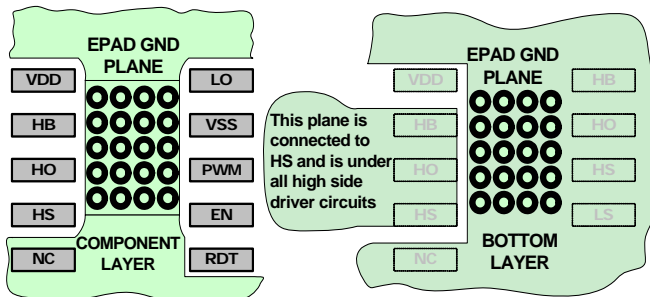 EPAD GND
PLANE
VDD
HB
HO
HS
NC
LO
VSS
PWM
EN
RDT
COMPONENT
LAYER
This plane is
connected to
HS and is under
all high side
driver circuits
EPAD GND
PLANE
VDD
HB
HO
HS
NC
HB
HO
HS
LS
BOTTOM
LAYER